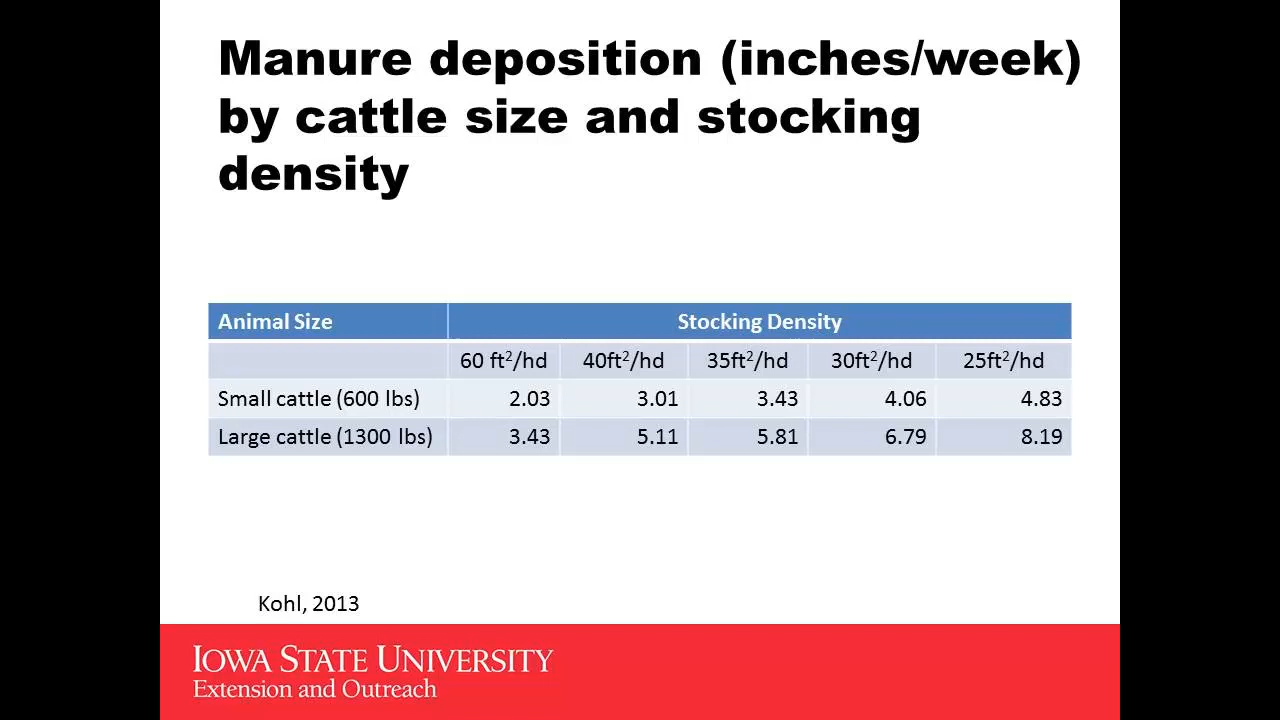 Manure deposition (inches/week)
by cattle size and stocking
density
Animal Size Stocking Density
60 ft²/hd 40ft²/hd 35ft²/hd 30ft²/hd 25ft²/hd
Small cattle (600 lbs) 2.03 3.01 3.43 4.06 4.83
Large cattle (1300 lbs) 3.43 5.11 5.81 6.79 8.19
Kohl, 2013
IOWA STATE UNIVERSITY
Extension and Outreach